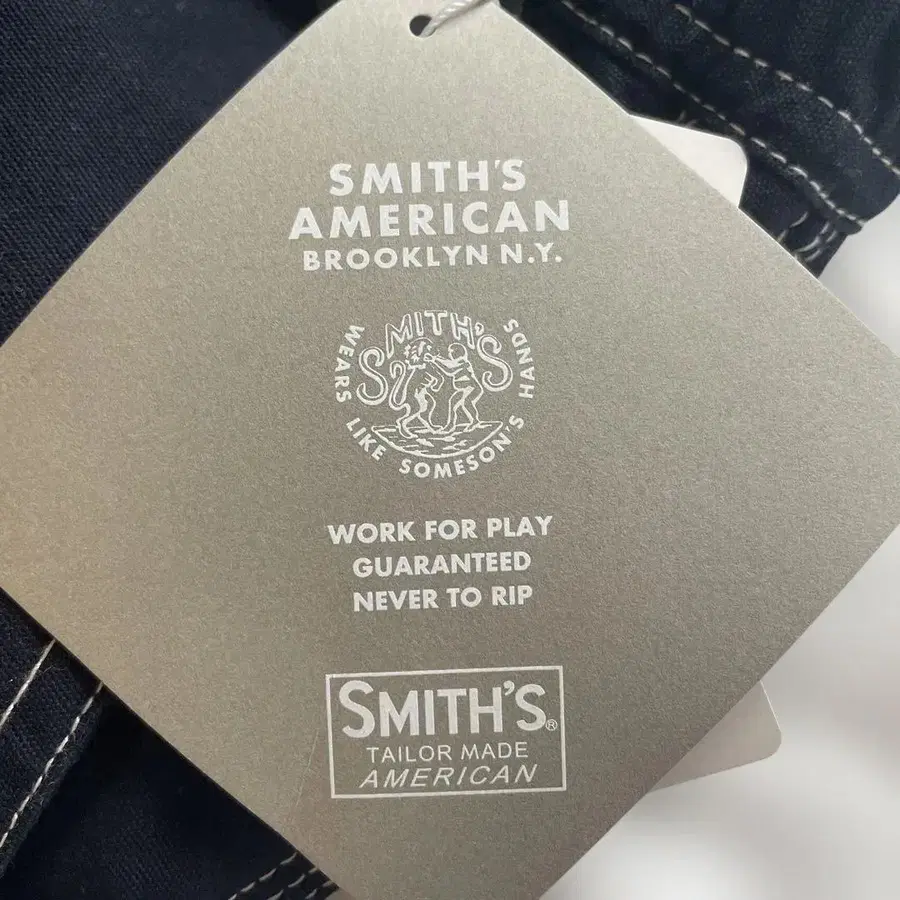 SMITH'S
AMERICAN
BROOKLYN N.Y.
SMITH'S
WEARS LIKE SOMESON'S HANDS
WORK FOR PLAY
GUARANTEED
NEVER TO RIP
SMITH'S®
TAILOR MADE
AMERICAN